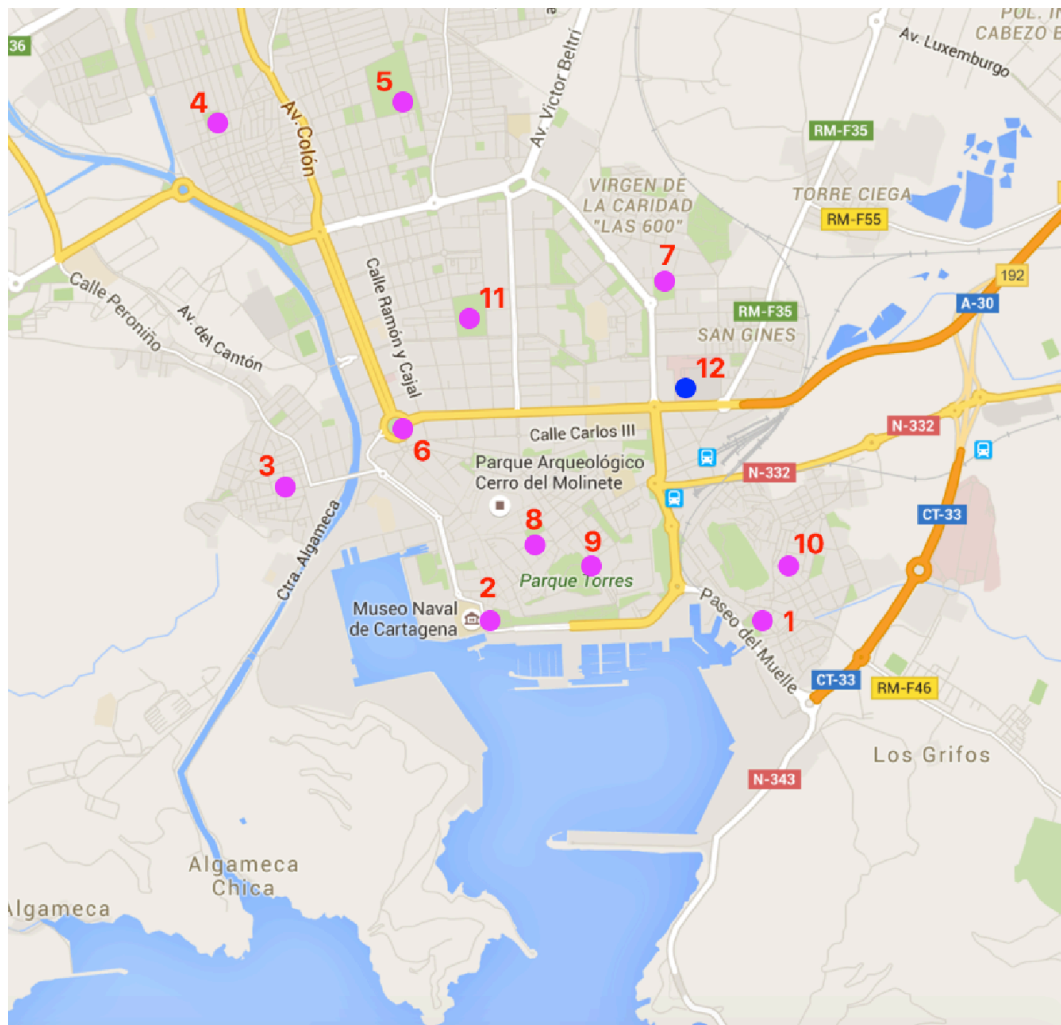 POL. IN
CABEZO B
36
Av. Luxemburgo
Av. Victor Beltrí
5
4
Av. Colón
RM-F35
VIRGEN DE
LA CARIDAD
"LAS 600"
TORRE CIEGA
RM-F55
7
192
Calle Peroniño
Av. del Cantón
Calle Ramón y Cajal
11
A-30
RM-F35
SAN GINES
12
6
Calle Carlos III
N-332
Parque Arqueológico
Cerro del Molinete
3
N-332
CT-33
Ctra. Algameca
8
9
10
Parque Torres
2
Museo Naval
de Cartagena
Paseo del Muelle
1
CT-33
RM-F46
Los Grifos
N-343
Algameca
Chica
Algameca